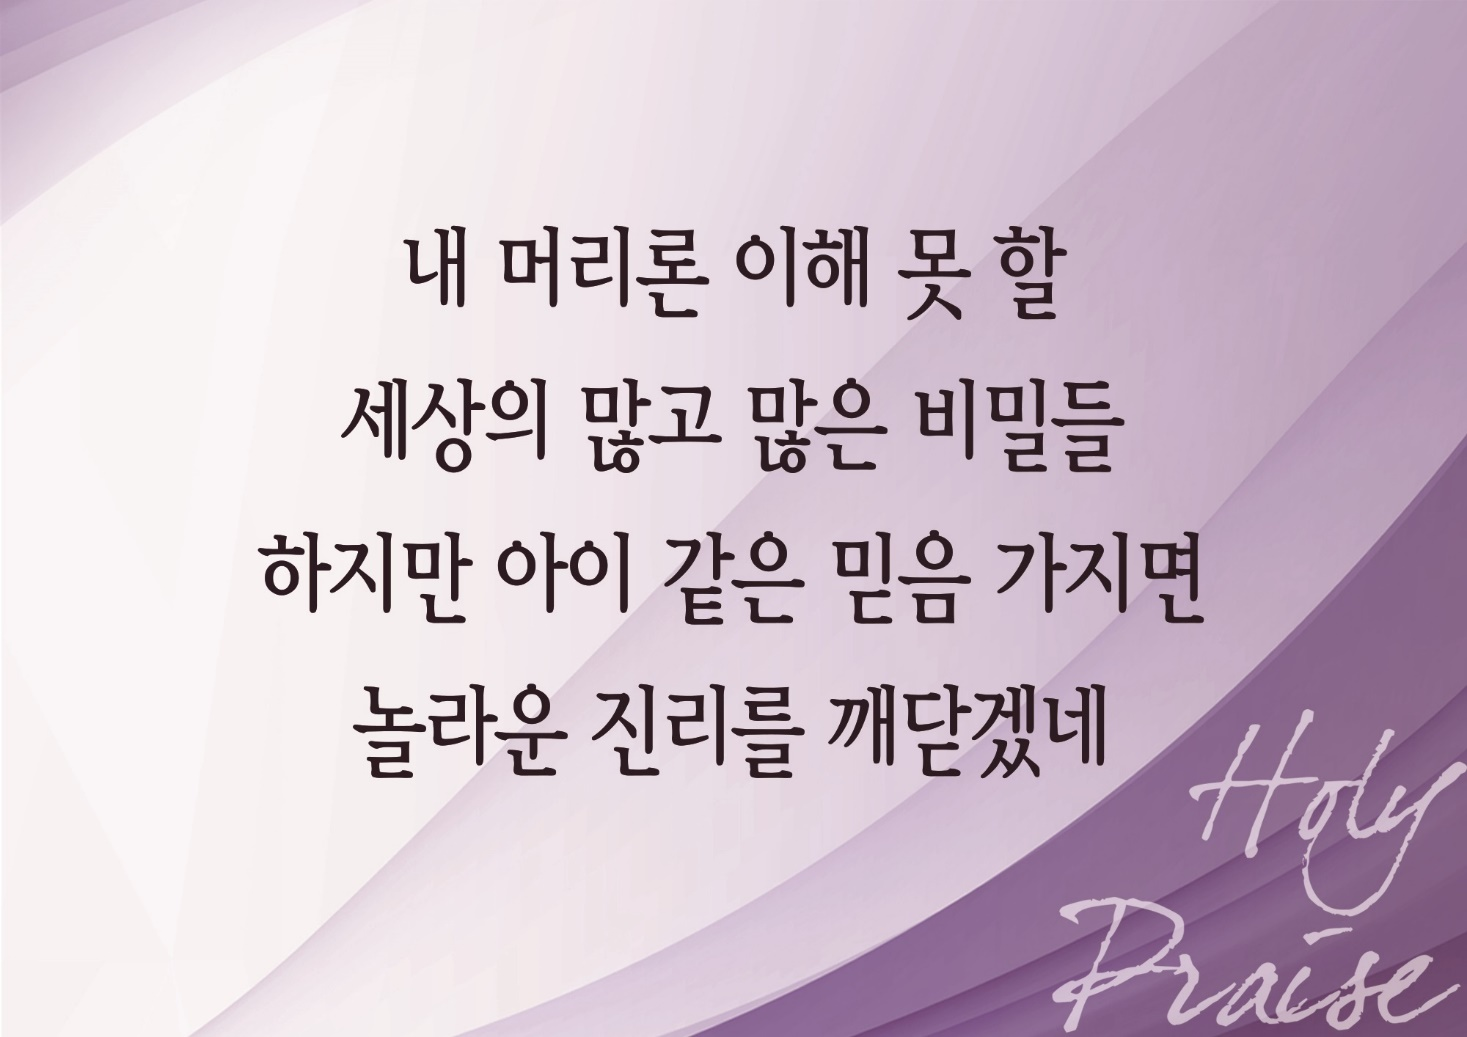 내 머리론 이해 못 할
세상의 많고 많은 비밀들
하지만 아이 같은 믿음 가지면
놀라운 진리를 깨닫겠네
Holy
Praise